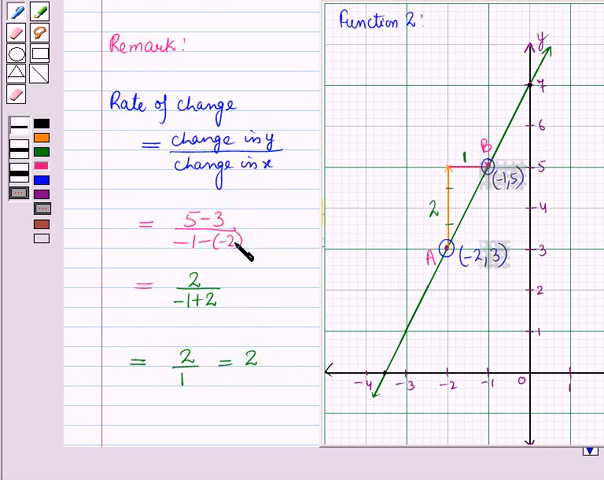 Remark:
Rate of change
= change in y
change in x
= 5-3
-1-(-2)
= 2
-1+2
= 2
1
= 2
Function 2:
y
7
6
5
4
3
2
1
-4 -3 -2 -1 0 1
B
(-1,5)
1
2
A
(-2,3)